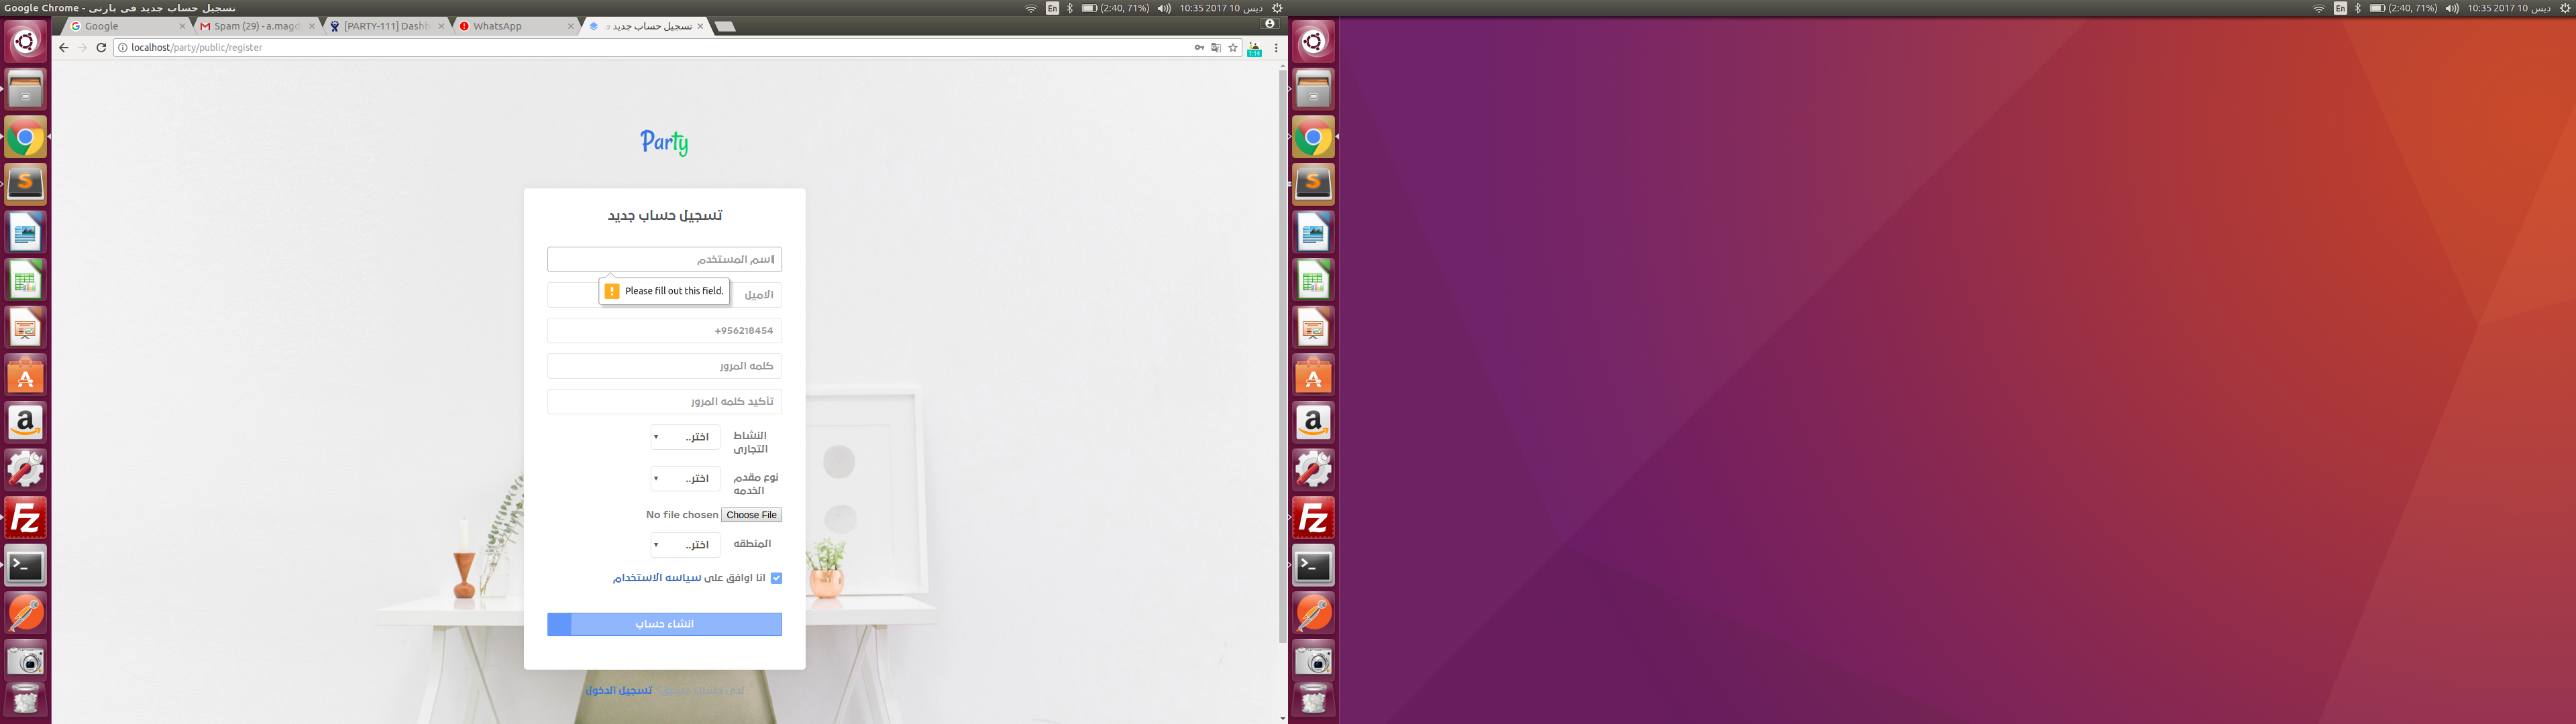 Google Chrome - تسجيل حساب جديد فى بارتى
En
(2:40, 71%)
10:35 2017 ديس 10
En
(2:40, 71%)
10:35 2017 ديس 10
Google
Spam (29) - a.magdy
[PARTY-111] Dashb
WhatsApp
تسجيل حساب جديد ف
localhost/party/public/register
Party
تسجيل حساب جديد
اسم المستخدم
Please fill out this field.
الاميل
+956218454
كلمه المرور
تأكيد كلمه المرور
النشاط التجارى
اختر..
نوع مقدم الخدمه
اختر..
Choose File No file chosen
المنطقه
اختر..
انا اوافق على سياسه الاستخدام
انشاء حساب
تسجيل الدخول